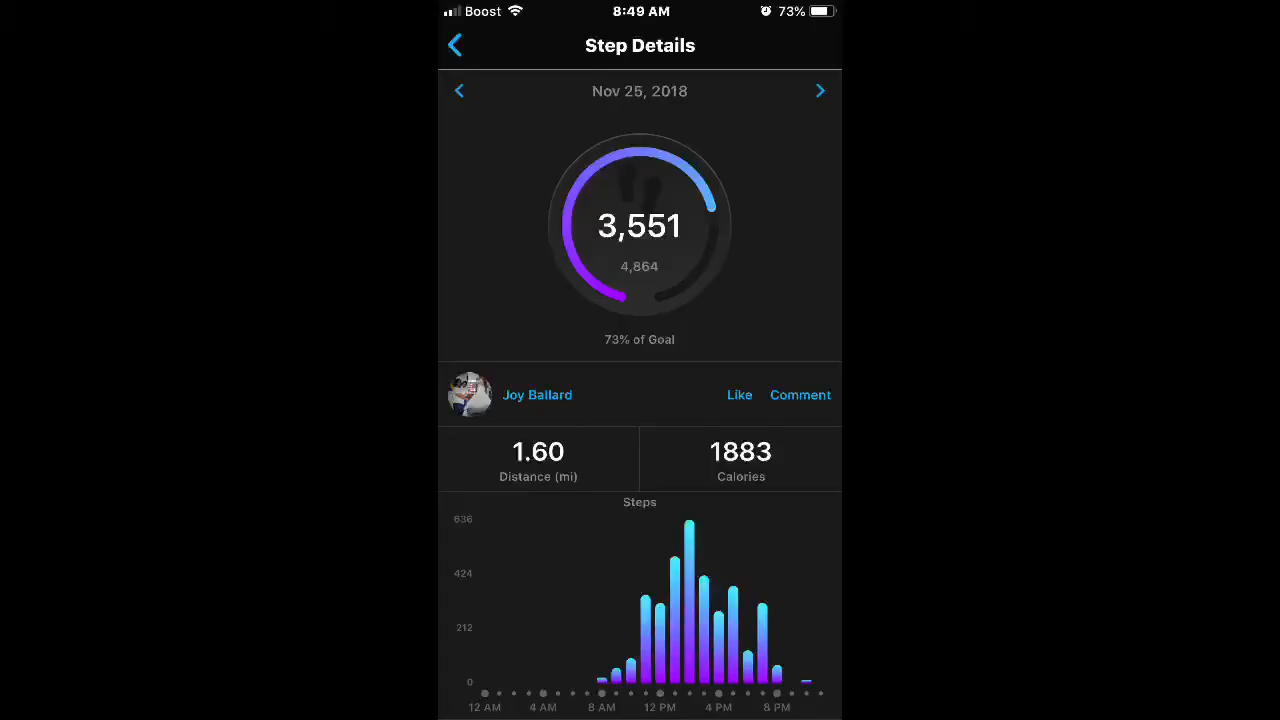 Boost 8:49 AM 73%
Step Details
Nov 25, 2018
3,551
4,864
73% of Goal
Joy Ballard Like Comment
1.60 1883
Distance (mi) Calories
Steps
636
424
212
0
12 AM 4 AM 8 AM 12 PM 4 PM 8 PM